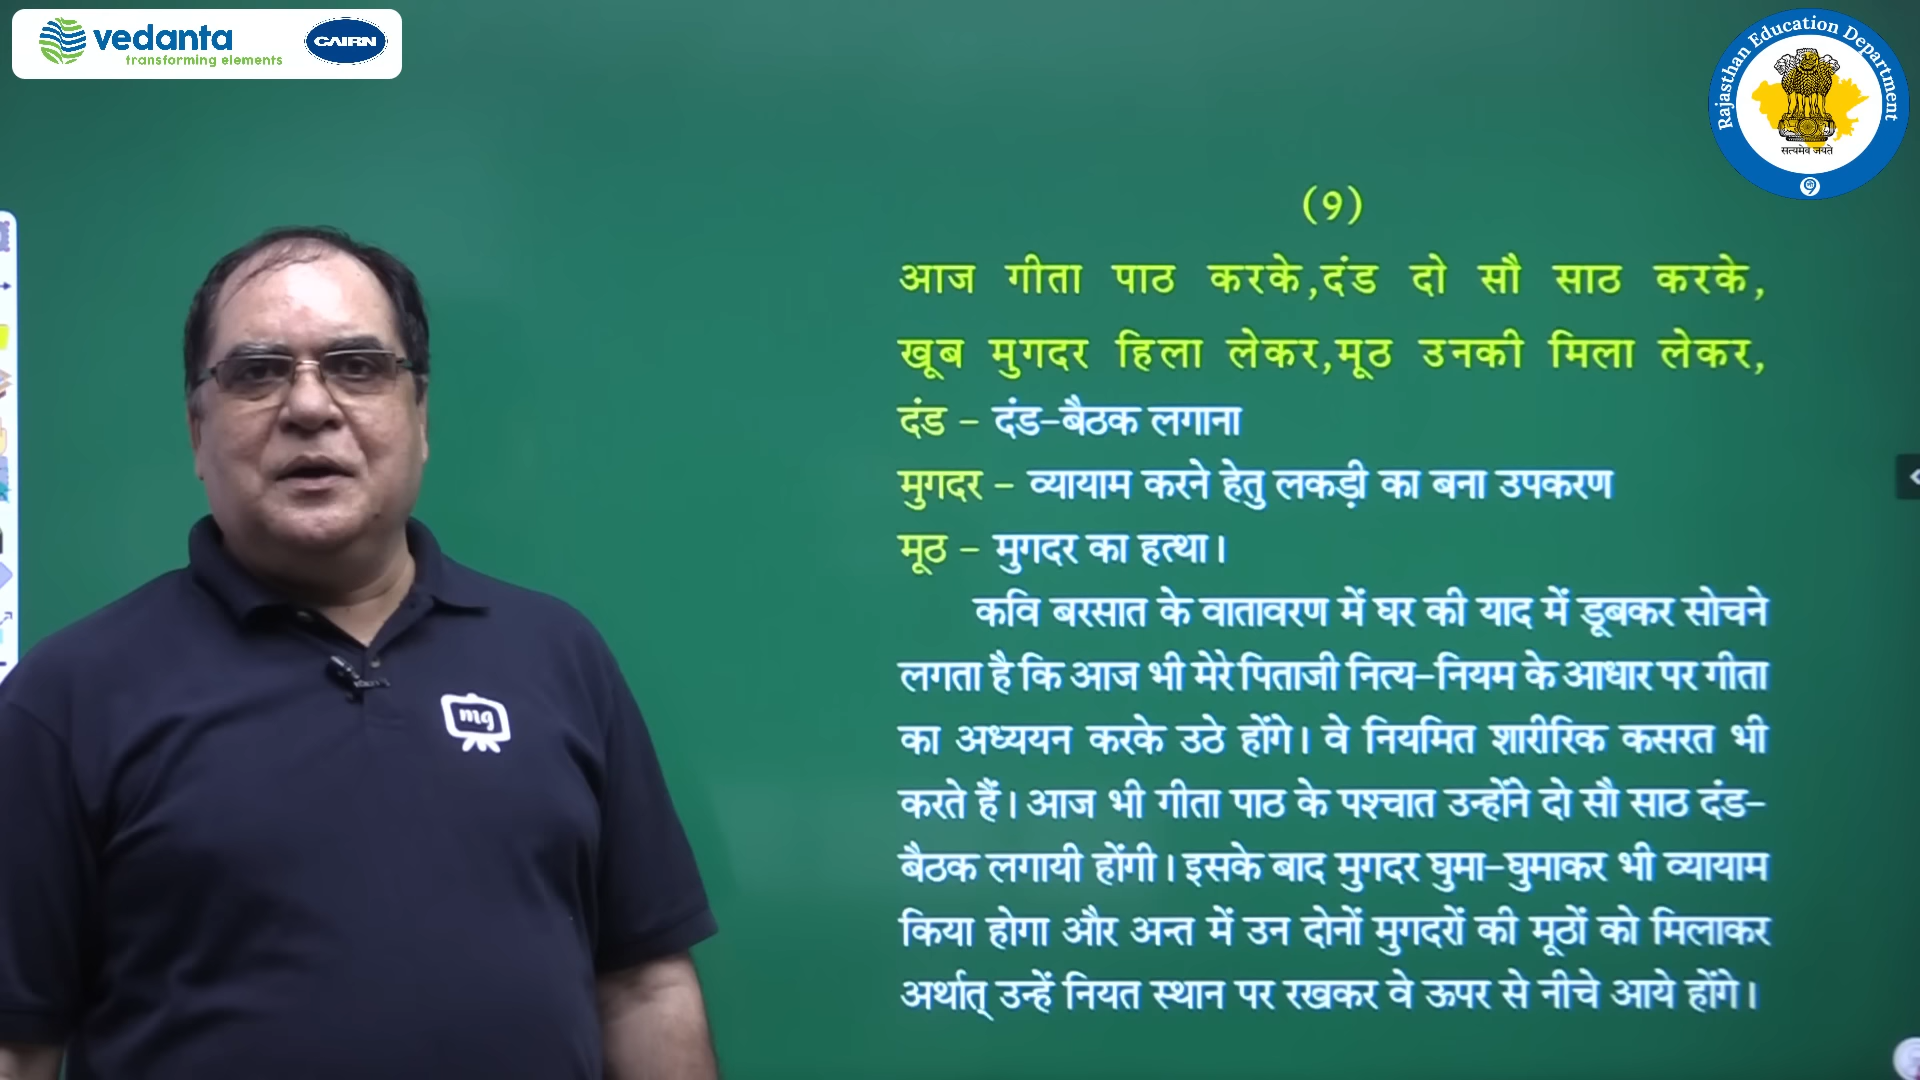 vedanta
transforming elements
CAIRN
Rajasthan Education Department
सत्यमेव जयते
(9)
आज गीता पाठ करके,दंड दो सौ साठ करके,
खूब मुगदर हिला लेकर,मूठ उनकी मिला लेकर,
दंड – दंड–बैठक लगाना
मुगदर – व्यायाम करने हेतु लकड़ी का बना उपकरण
मूठ – मुगदर का हत्था।
कवि बरसात के वातावरण में घर की याद में डूबकर सोचने
लगता है कि आज भी मेरे पिताजी नित्य–नियम के आधार पर गीता
का अध्ययन करके उठे होंगे। वे नियमित शारीरिक कसरत भी
करते हैं। आज भी गीता पाठ के पश्चात उन्होंने दो सौ साठ दंड–
बैठक लगायी होंगी। इसके बाद मुगदर घुमा–घुमाकर भी व्यायाम
किया होगा और अन्त में उन दोनों मुगदरों की मूठों को मिलाकर
अर्थात् उन्हें नियत स्थान पर रखकर वे ऊपर से नीचे आये होंगे।
mg